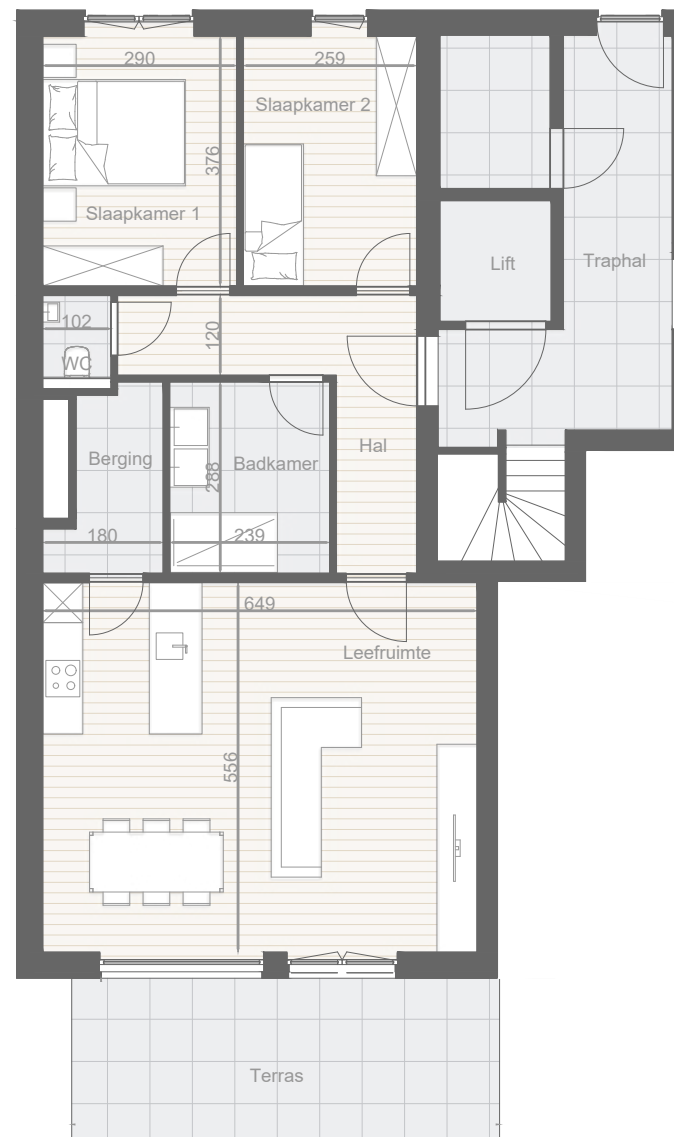 290
259
Slaapkamer 2
376
Slaapkamer 1
Lift
Traphal
102
120
WC
Hal
Berging
Badkamer
288
180
239
649
Leefruimte
556
Terras